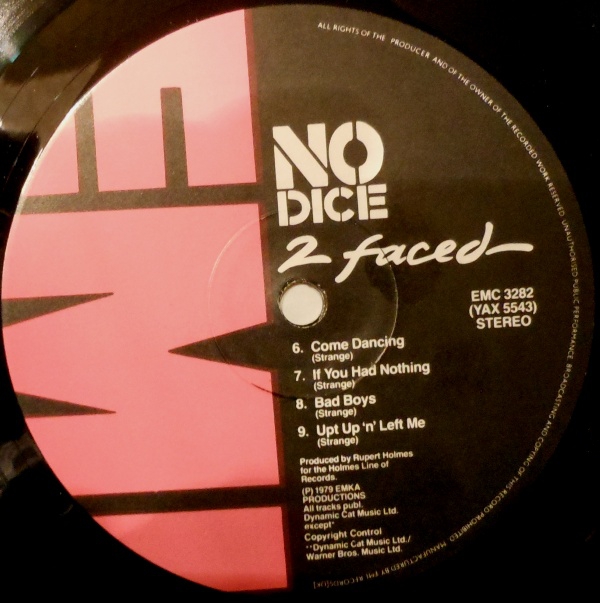 ALL RIGHTS OF THE PRODUCER AND OF THE OWNER OF THE RECORDED WORK RESERVED UNAUTHORISED PUBLIC PERFORMANCE BROADCASTING AND COPYING OF THIS RECORD PROHIBITED MANUFACTURED BY EMI RECORDS (UK)
EM
NO
DICE
2 faced
EMC 3282
(YAX 5543)
STEREO
6. Come Dancing
(Strange)
7. If You Had Nothing
(Strange)
8. Bad Boys
(Strange)
9. Upt Up 'n' Left Me
(Strange)
Produced by Rupert Holmes
for the Holmes Line of
Records.
(P) 1979 EMKA
PRODUCTIONS
All tracks publ.
Dynamic Cat Music Ltd.
except*
Copyright Control
**Dynamic Cat Music Ltd./
Warner Bros. Music Ltd.